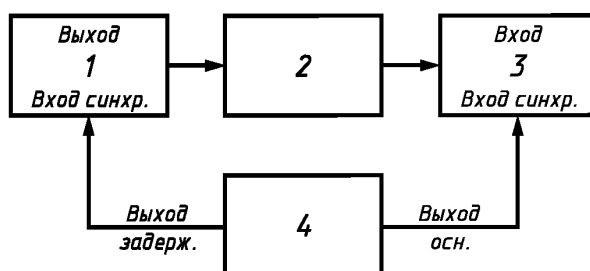 Выход
1
Вход синхр.
2
Вход
3
Вход синхр.
Выход
задерж.
4
Выход
осн.